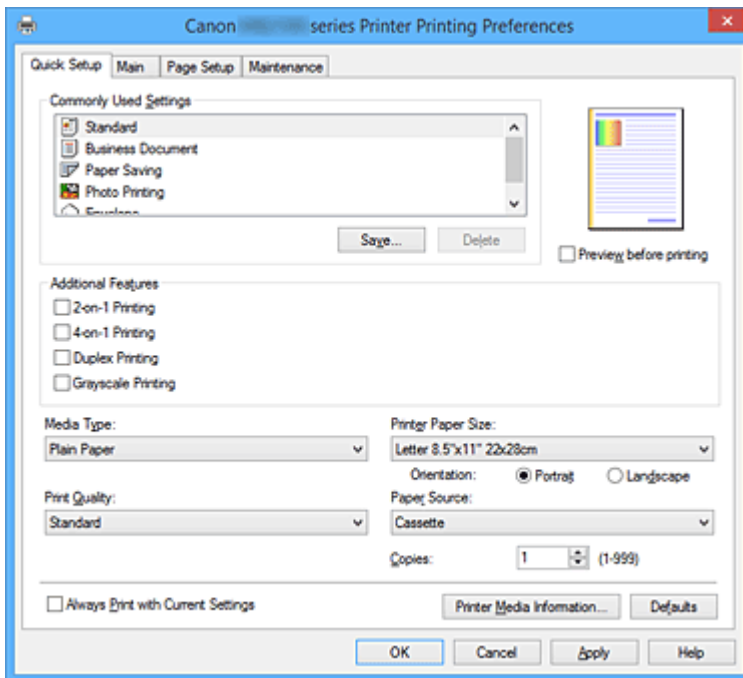 Canon series Printer Printing Preferences
Quick Setup Main Page Setup Maintenance
Commonly Used Settings
Standard
Business Document
Paper Saving
Photo Printing
Envelope
Save... Delete
Preview before printing
Additional Features
2-on-1 Printing
4-on-1 Printing
Duplex Printing
Grayscale Printing
Media Type: Printer Paper Size:
Plain Paper Letter 8.5"x11" 22x28cm
Orientation: Portrait Landscape
Print Quality: Paper Source:
Standard Cassette
Copies: 1 (1-999)
Always Print with Current Settings Printer Media Information... Defaults
OK Cancel Apply Help